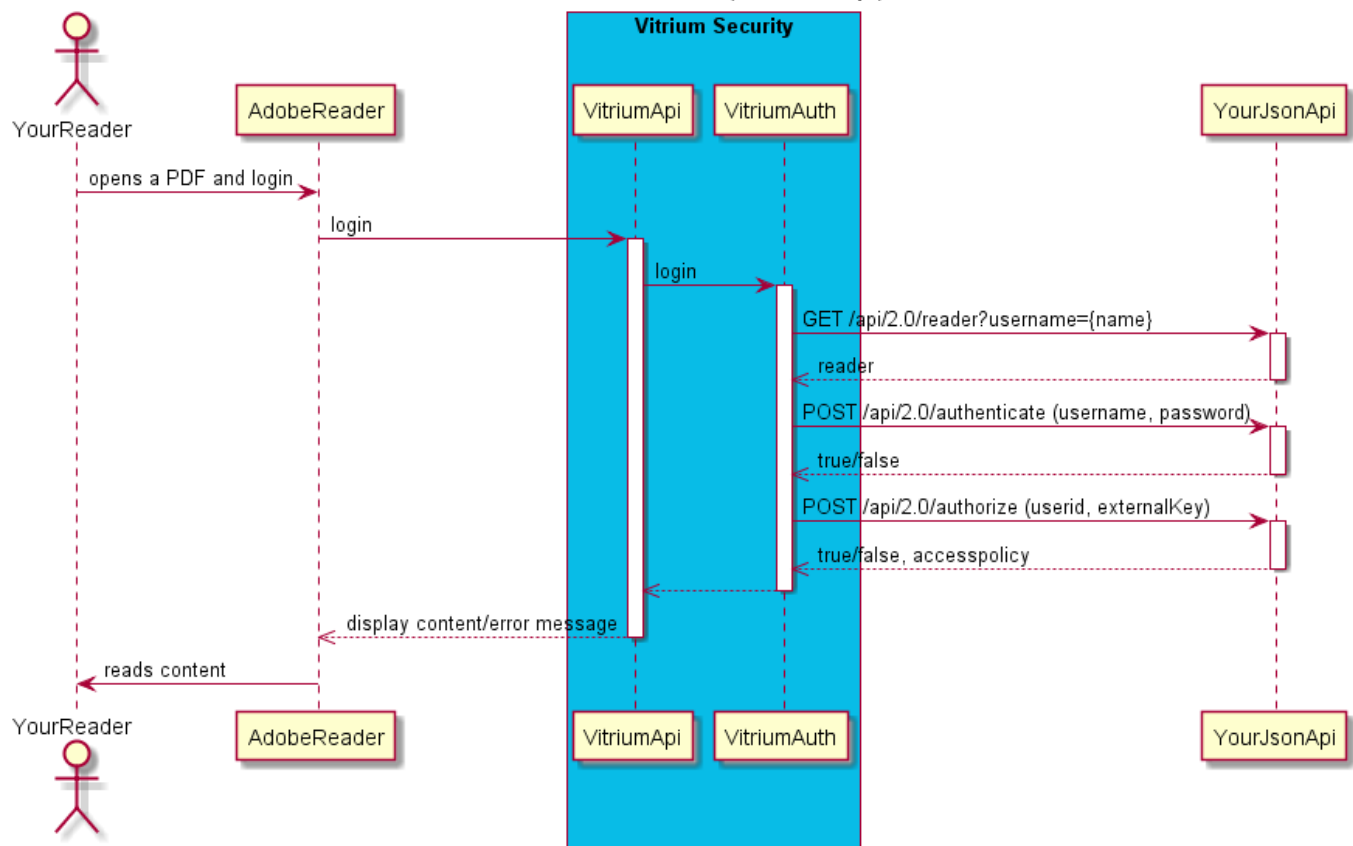 Vitrium Security
YourReader
AdobeReader
VitriumApi
VitriumAuth
YourJsonApi
opens a PDF and login
login
login
GET /api/2.0/reader?username={name}
reader
POST /api/2.0/authenticate (username, password)
true/false
POST /api/2.0/authorize (userid, externalKey)
true/false, accesspolicy
display content/error message
reads content
YourReader
AdobeReader
VitriumApi
VitriumAuth
YourJsonApi